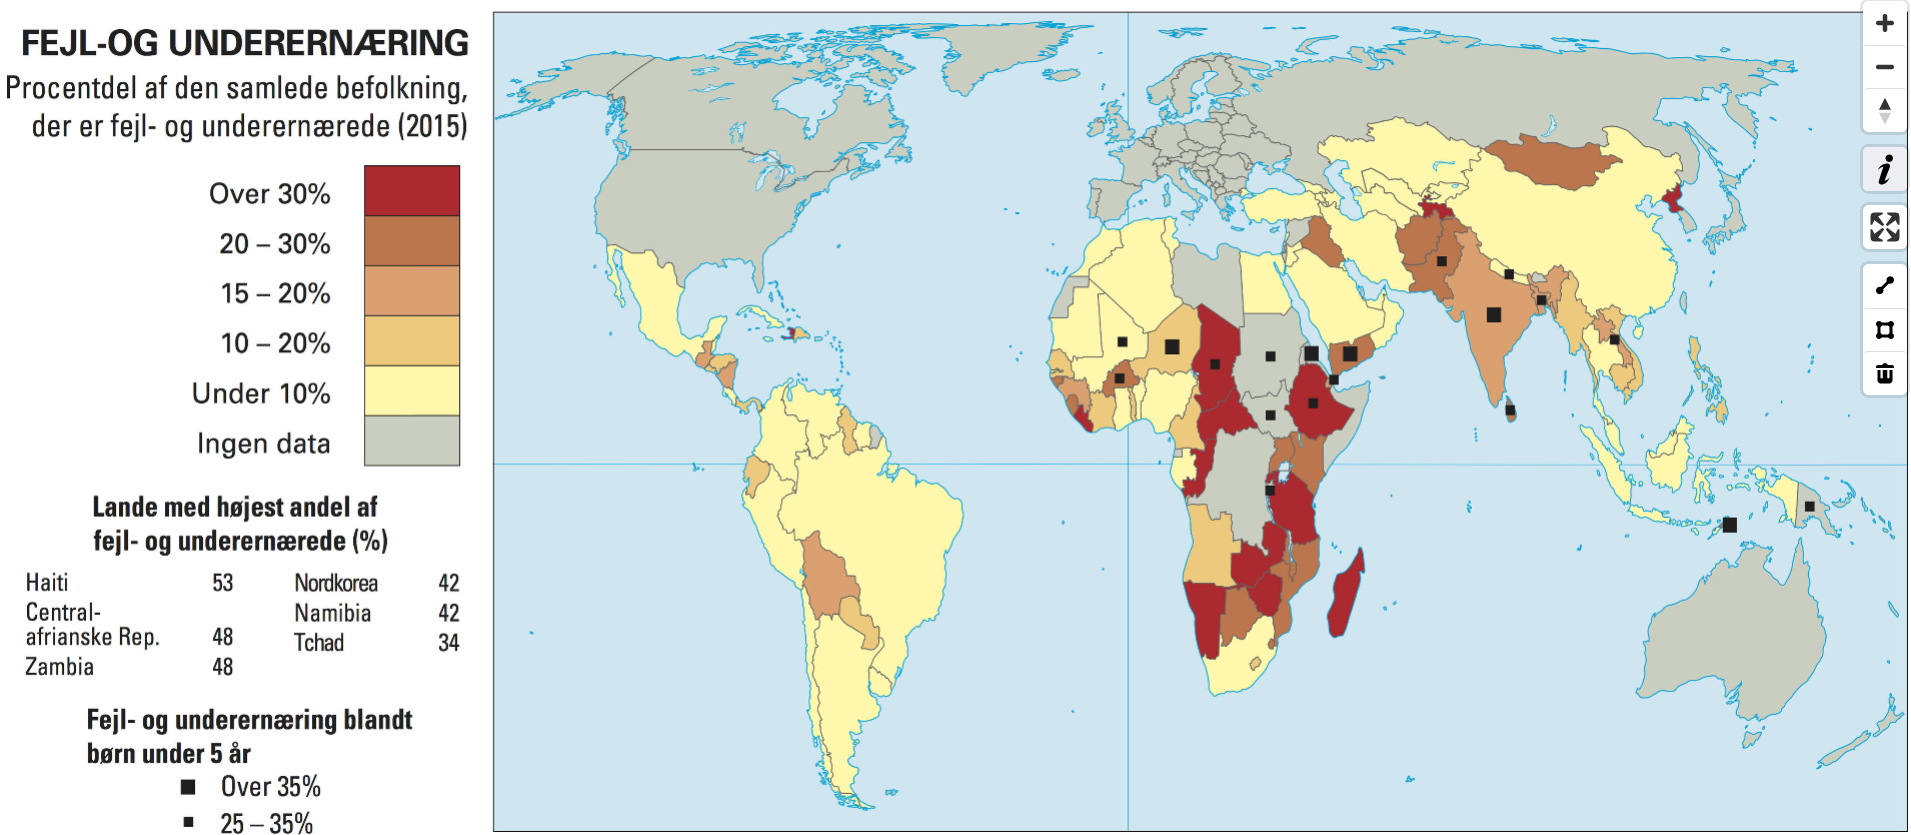 FEJL-OG UNDERERNÆRING
Procentdel af den samlede befolkning,
der er fejl- og underernærede (2015)
Over 30%
20 – 30%
15 – 20%
10 – 20%
Under 10%
Ingen data
Lande med højest andel af
fejl- og underernærede (%)
Haiti 53
Central-
afrianske Rep. 48
Zambia 48
Nordkorea 42
Namibia 42
Tchad 34
Fejl- og underernæring blandt
børn under 5 år
Over 35%
25 – 35%